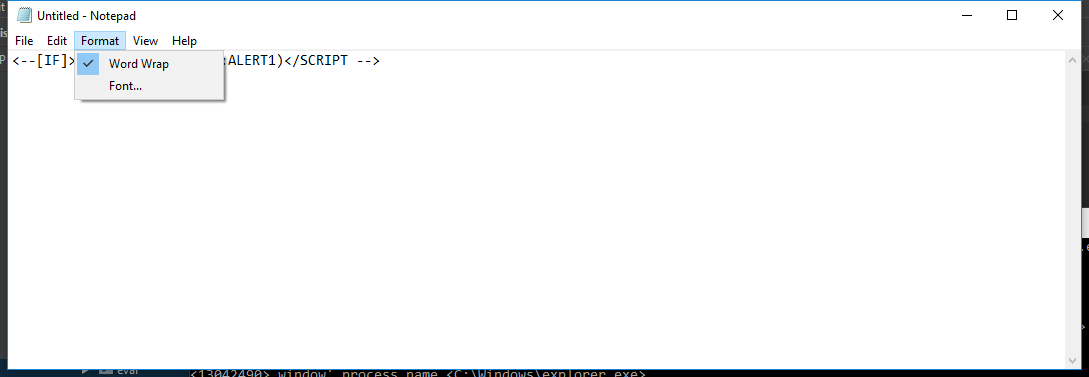 Untitled - Notepad
File Edit Format View Help
<--[IF]> :ALERT1)</SCRIPT -->
Word Wrap
Font...
eval
<13042490> window' process name <C:\Windows\explorer.exe>